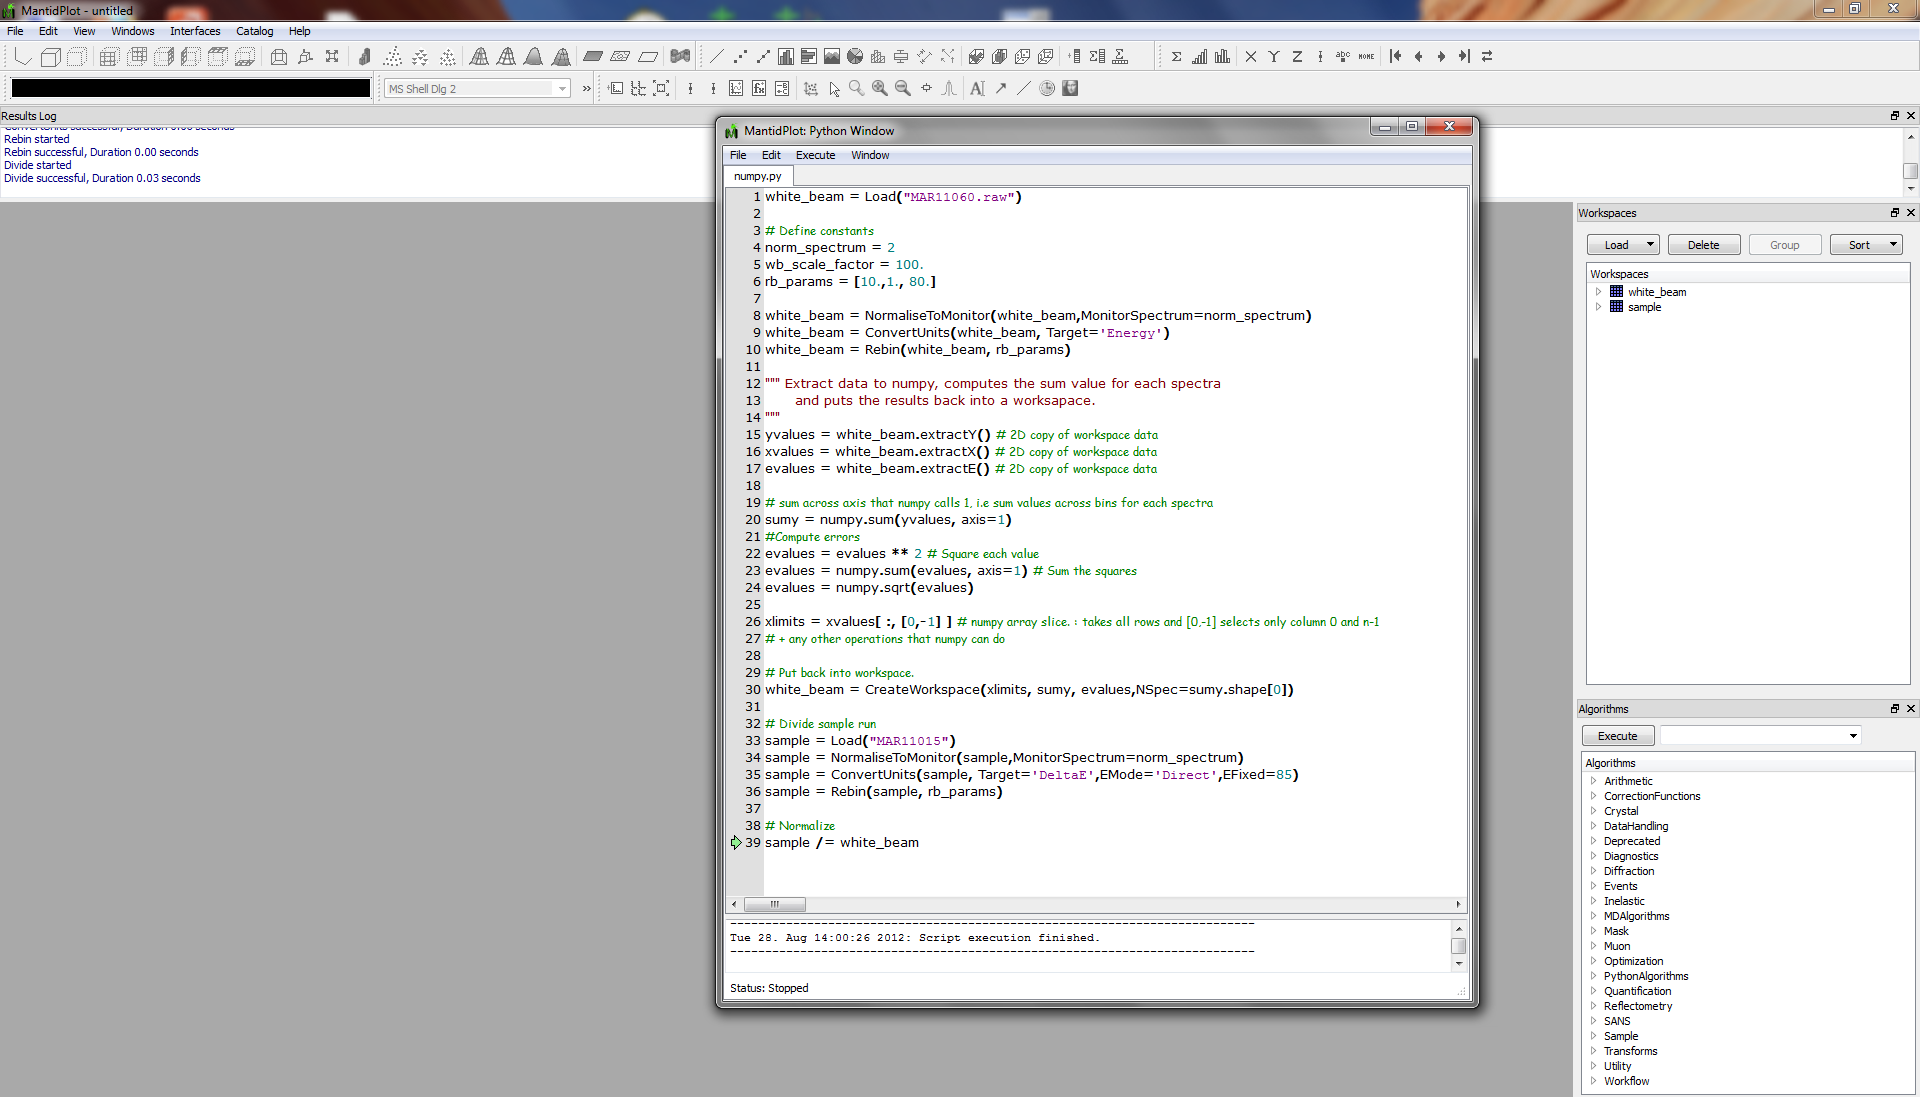 MantidPlot - untitled
File Edit View Windows Interfaces Catalog Help
MS Shell Dlg 2
Results Log
Rebin started
Rebin successful, Duration 0.00 seconds
Divide started
Divide successful, Duration 0.03 seconds
MantidPlot: Python Window
File Edit Execute Window
numpy.py
1 white_beam = Load("MAR11060.raw")
2
3 # Define constants
4 norm_spectrum = 2
5 wb_scale_factor = 100.
6 rb_params = [10.,1., 80.]
7
8 white_beam = NormaliseToMonitor(white_beam,MonitorSpectrum=norm_spectrum)
9 white_beam = ConvertUnits(white_beam, Target='Energy')
10 white_beam = Rebin(white_beam, rb_params)
11
12 """ Extract data to numpy, computes the sum value for each spectra
13 and puts the results back into a worksapace.
14 """
15 yvalues = white_beam.extractY() # 2D copy of workspace data
16 xvalues = white_beam.extractX() # 2D copy of workspace data
17 evalues = white_beam.extractE() # 2D copy of workspace data
18
19 # sum across axis that numpy calls 1, i.e sum values across bins for each spectra
20 sumy = numpy.sum(yvalues, axis=1)
21 #Compute errors
22 evalues = evalues ** 2 # Square each value
23 evalues = numpy.sum(evalues, axis=1) # Sum the squares
24 evalues = numpy.sqrt(evalues)
25
26 xlimits = xvalues[ :, [0,-1] ] # numpy array slice. : takes all rows and [0,-1] selects only column 0 and n-1
27 # + any other operations that numpy can do
28
29 # Put back into workspace.
30 white_beam = CreateWorkspace(xlimits, sumy, evalues,NSpec=sumy.shape[0])
31
32 # Divide sample run
33 sample = Load("MAR11015")
34 sample = NormaliseToMonitor(sample,MonitorSpectrum=norm_spectrum)
35 sample = ConvertUnits(sample, Target='DeltaE',EMode='Direct',EFixed=85)
36 sample = Rebin(sample, rb_params)
37
38 # Normalize
39 sample /= white_beam
Tue 28. Aug 14:00:26 2012: Script execution finished.
Status: Stopped
Workspaces
Load Delete Group Sort
Workspaces
white_beam
sample
Algorithms
Execute
Algorithms
Arithmetic
CorrectionFunctions
Crystal
DataHandling
Deprecated
Diagnostics
Diffraction
Events
Inelastic
MDAlgorithms
Mask
Muon
Optimization
PythonAlgorithms
Quantification
Reflectometry
SANS
Sample
Transforms
Utility
Workflow